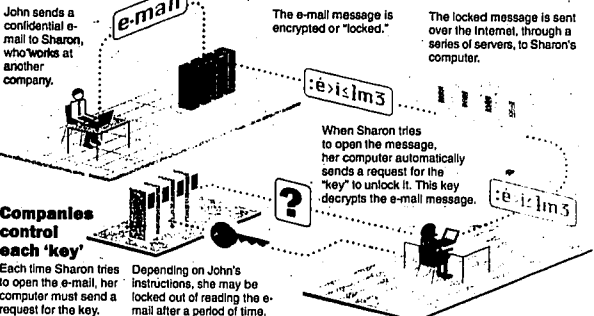 John sends a
confidential e-
mail to Sharon,
who works at
another
company.
e-mail
The e-mail message is
encrypted or "locked."
The locked message is sent
over the Internet, through a
series of servers, to Sharon's
computer.
:é>i≤lm3
When Sharon tries
to open the message,
her computer automatically
sends a request for the
"key" to unlock it. This key
decrypts the e-mail message.
:é>i≤lm3
?
Companies
control
each 'key'
Each time Sharon tries
to open the e-mail, her
computer must send a
request for the key.
Depending on John's
instructions, she may be
locked out of reading the e-
mail after a period of time.